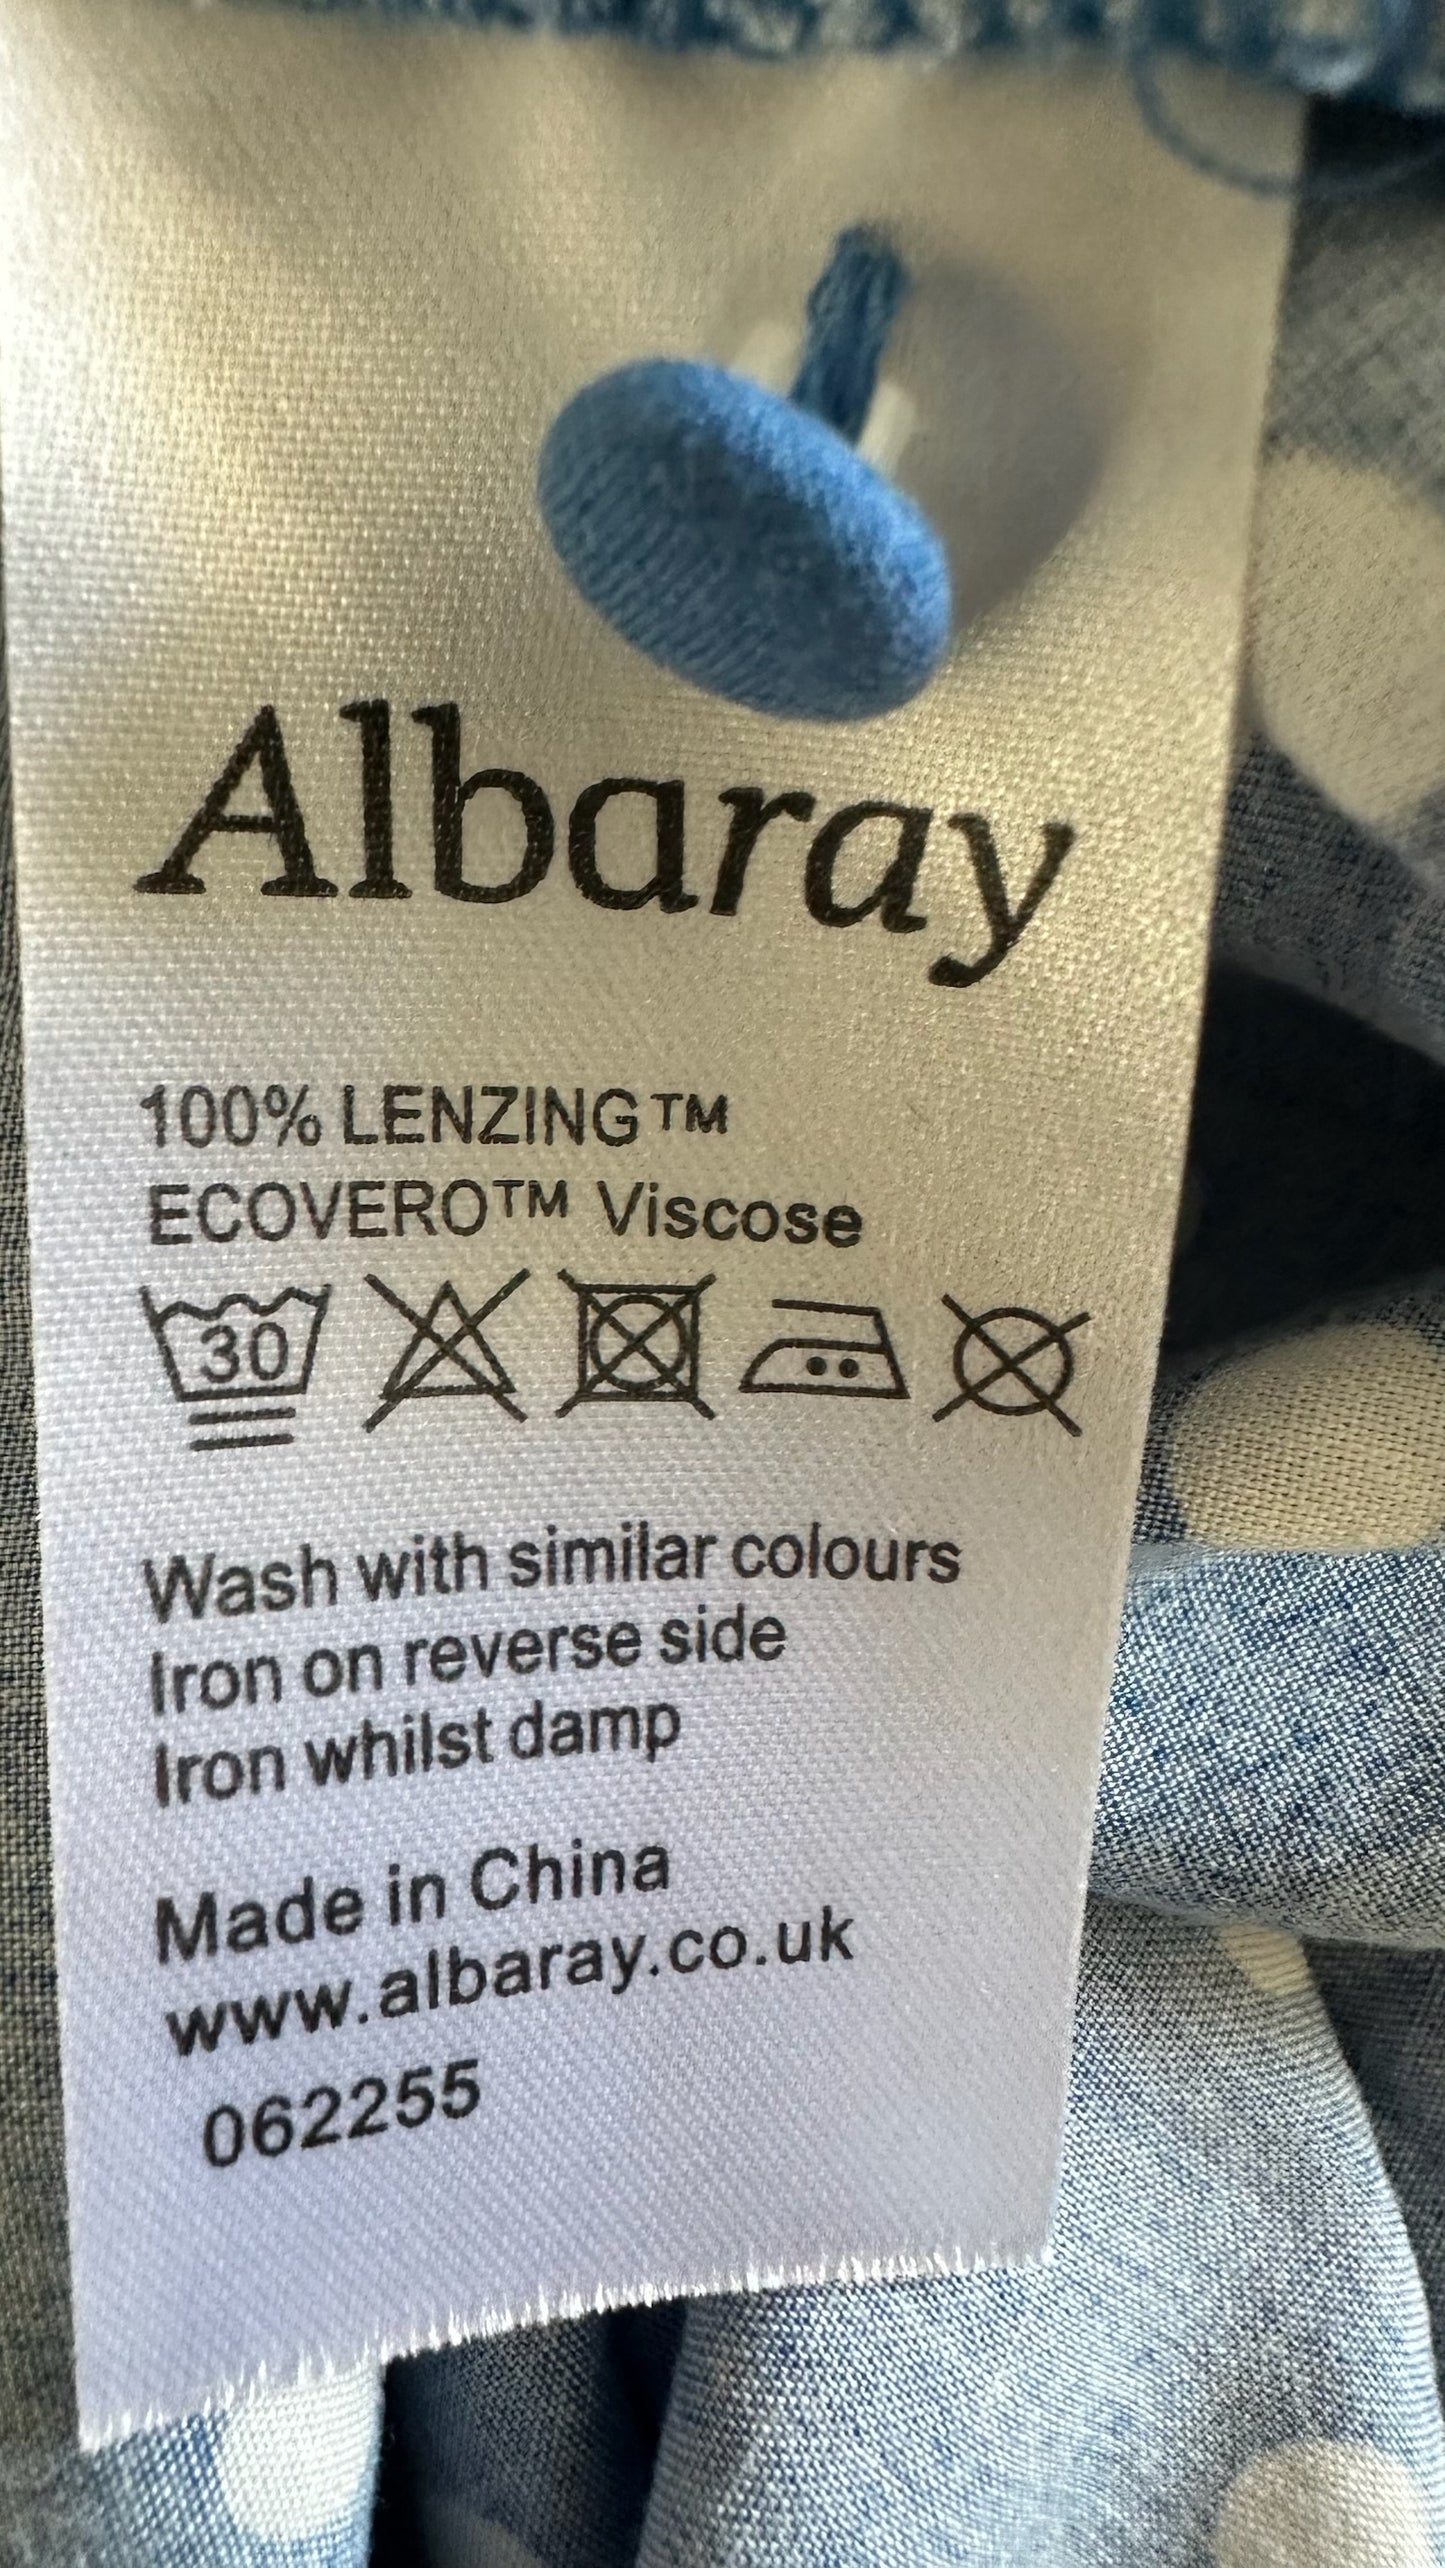 Albaray
100% LENZING™
ECOVERO™ Viscose
30
Wash with similar colours
Iron on reverse side
Iron whilst damp
Made in China
www.albaray.co.uk
062255